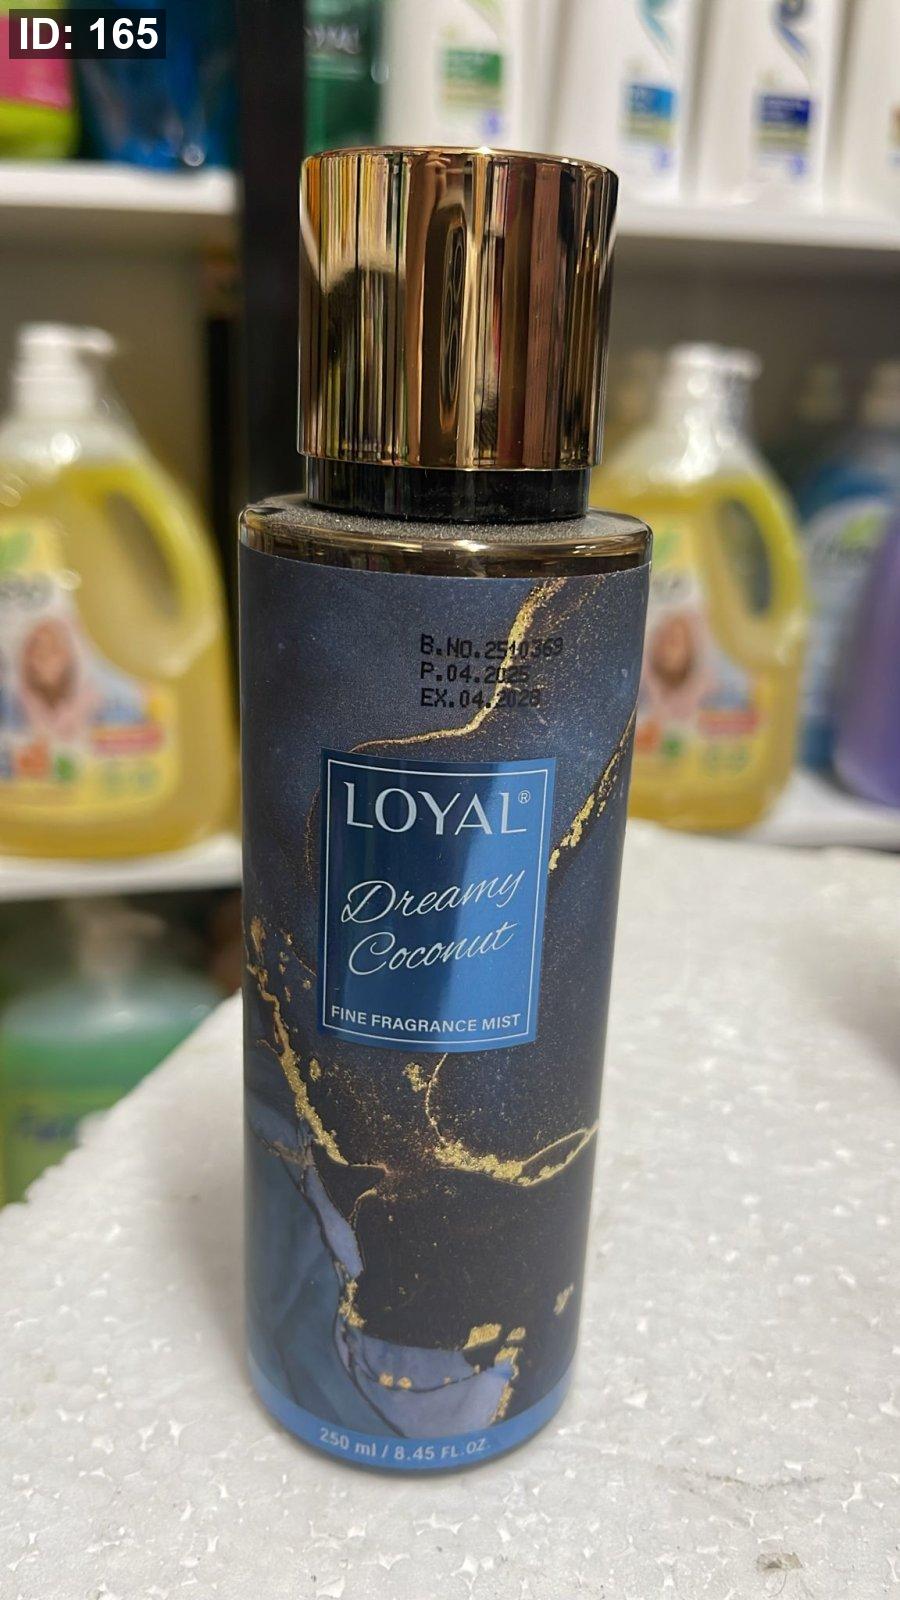 ID: 165
B.NO.2510369
P.04.2025
EX.04.2028
LOYAL®
Dreamy
Coconut
FINE FRAGRANCE MIST
250 ml / 8.45 FL.OZ.